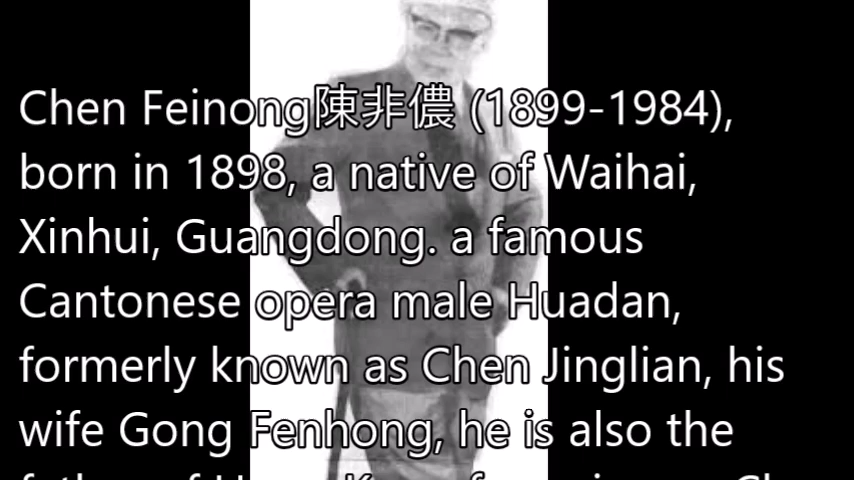 Chen Feinong陳非儂 (1899-1984),
born in 1898, a native of Waihai,
Xinhui, Guangdong. a famous
Cantonese opera male Huadan,
formerly known as Chen Jinglian, his
wife Gong Fenhong, he is also the